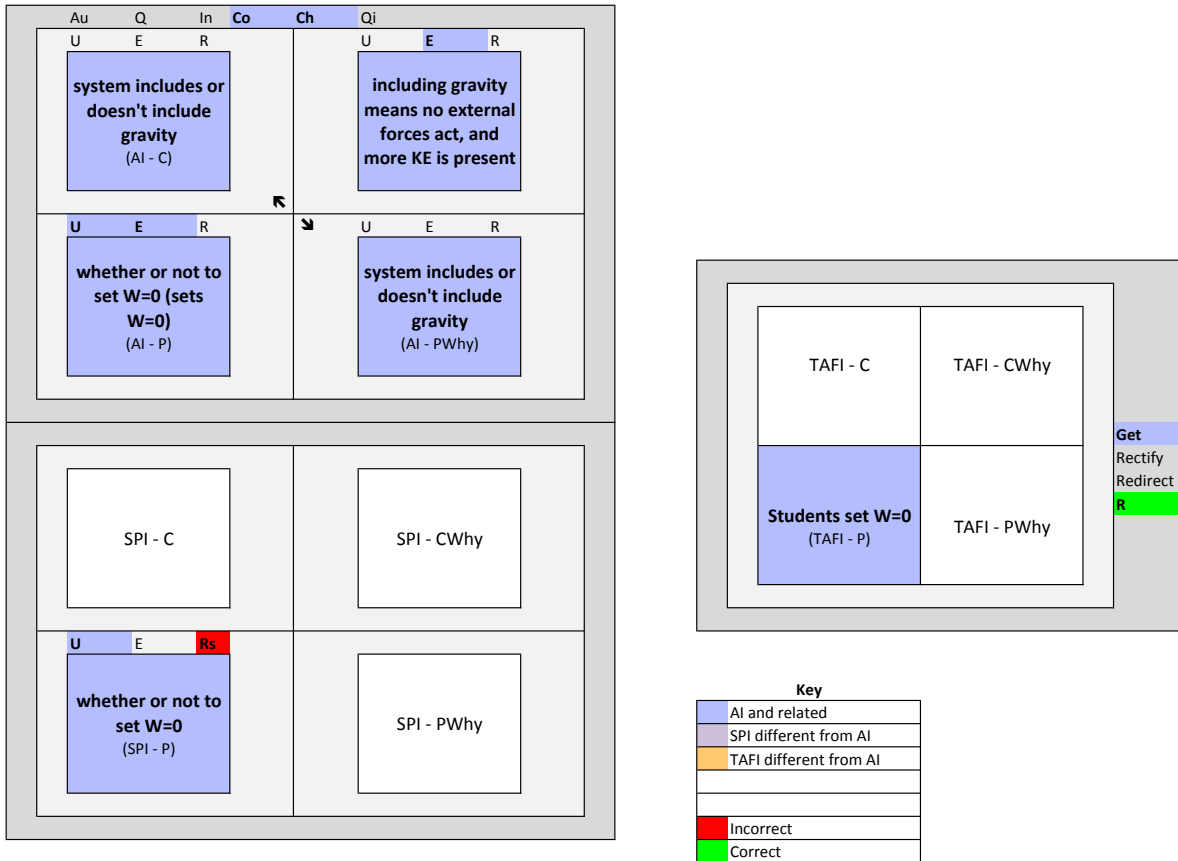 Au Q In Co Ch Qi
U E R
system includes or
doesn't include
gravity
(AI - C)
U E R
including gravity
means no external
forces act, and
more KE is present
↖
U E R
whether or not to
set W=0 (sets
W=0)
(AI - P)
↘
U E R
system includes or
doesn't include
gravity
(AI - PWhy)
SPI - C
SPI - CWhy
U E Rs
whether or not to
set W=0
(SPI - P)
SPI - PWhy
TAFI - C
TAFI - CWhy
Students set W=0
(TAFI - P)
TAFI - PWhy
Get
Rectify
Redirect
R
Key
AI and related
SPI different from AI
TAFI different from AI
Incorrect
Correct